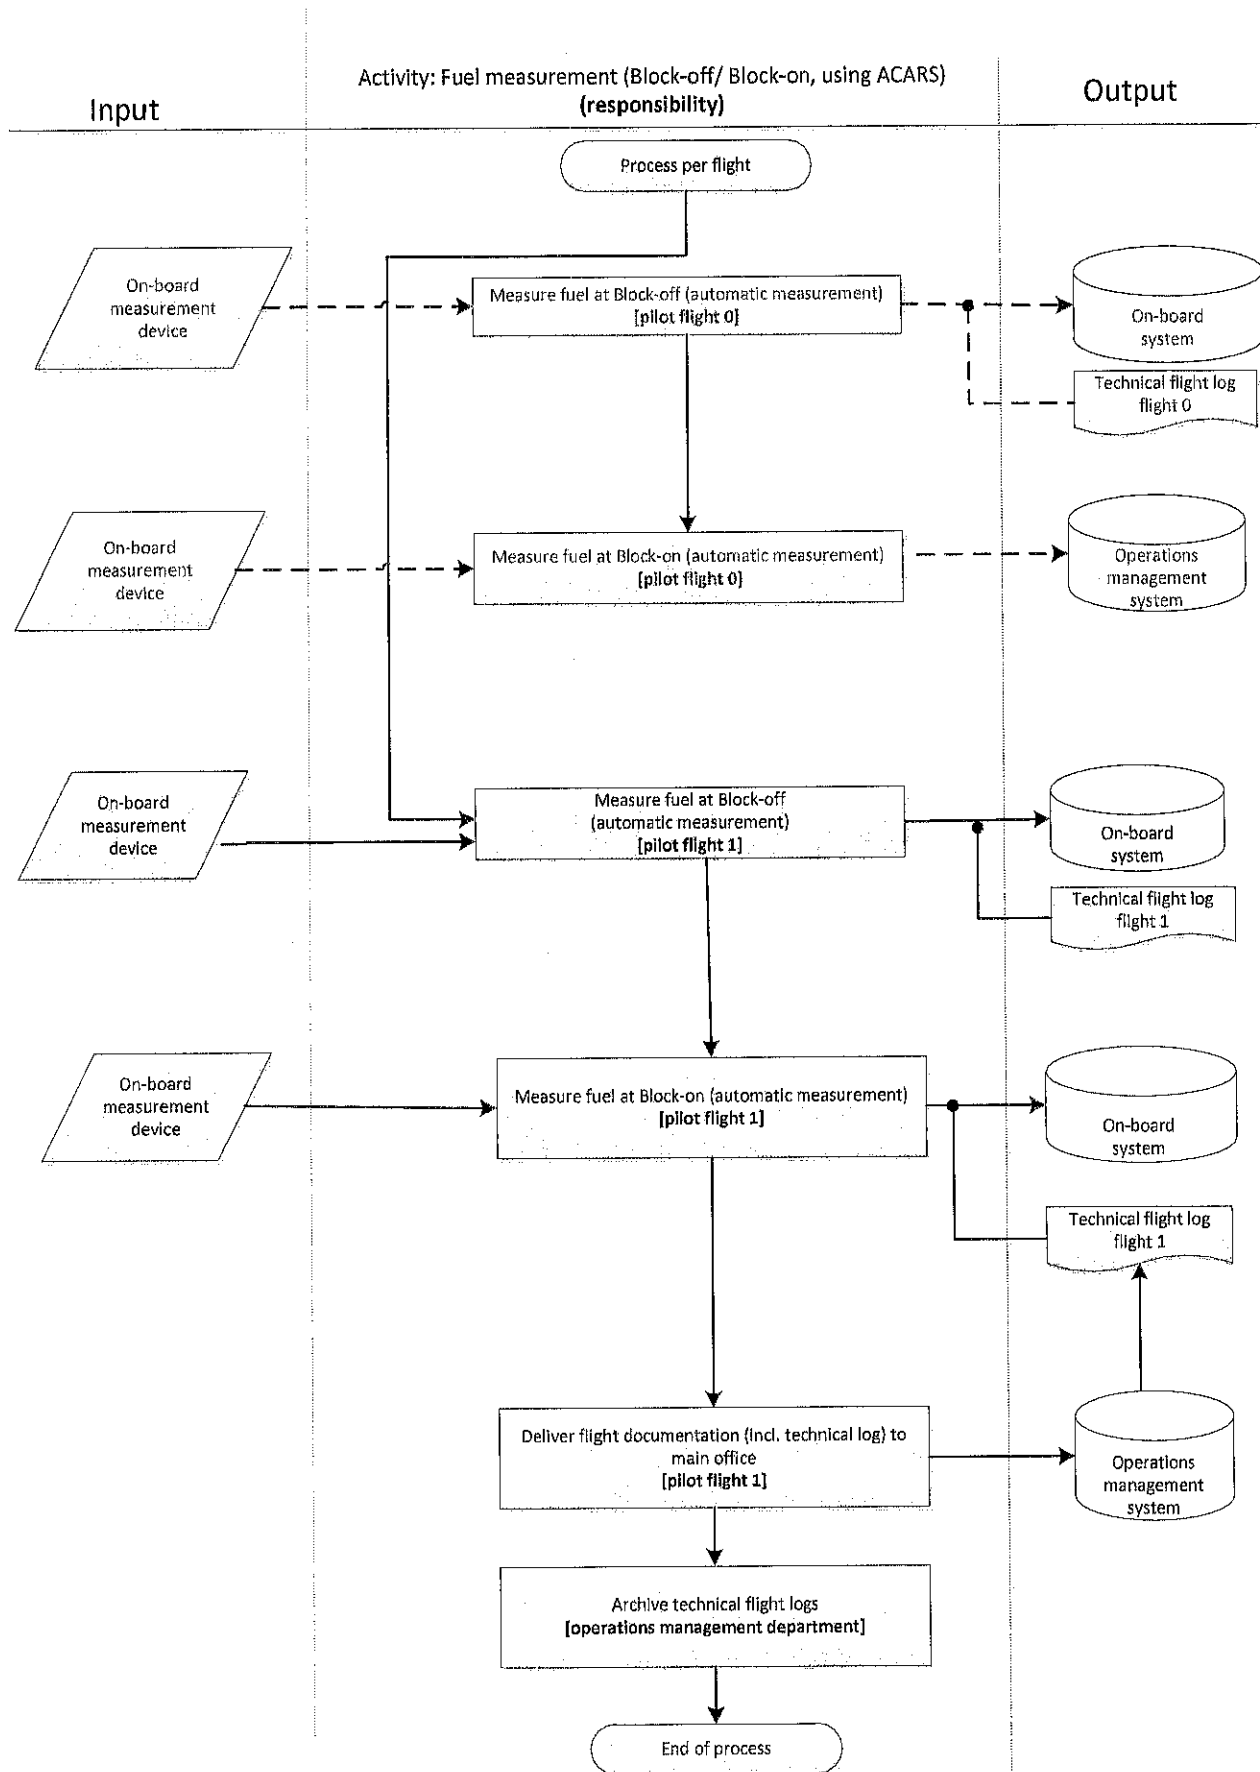 Activity: Fuel measurement (Block-off/ Block-on, using ACARS)
(responsibility)
Input
Output
Process per flight
On-board
measurement
device
Measure fuel at Block-off (automatic measurement)
[pilot flight 0]
On-board
system
Technical flight log
flight 0
On-board
measurement
device
Measure fuel at Block-on (automatic measurement)
[pilot flight 0]
Operations
management
system
On-board
measurement
device
Measure fuel at Block-off
(automatic measurement)
[pilot flight 1]
On-board
system
Technical flight log
flight 1
On-board
measurement
device
Measure fuel at Block-on (automatic measurement)
[pilot flight 1]
On-board
system
Technical flight log
flight 1
Deliver flight documentation (incl. technical log) to
main office
[pilot flight 1]
Operations
management
system
Archive technical flight logs
[operations management department]
End of process